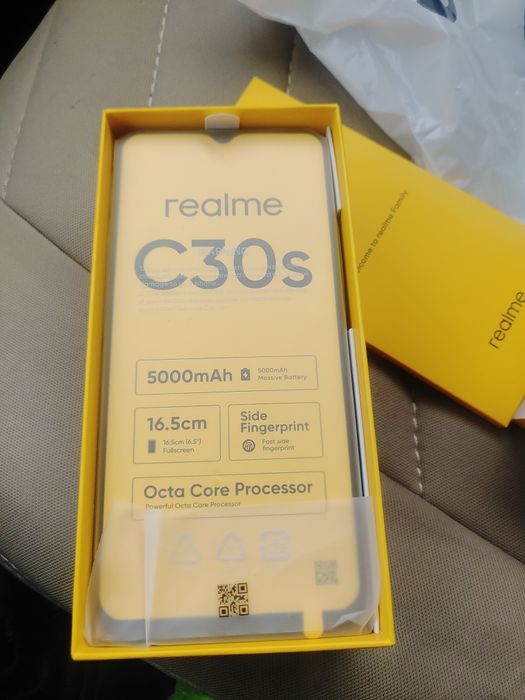 realme
C30s
5000mAh
5000mAh
Massive Battery
16.5cm
16.5cm (6.5")
Fullscreen
Side
Fingerprint
Fast side
fingerprint
Octa Core Processor
Powerful Octa Core Processor
to realme Family
realme